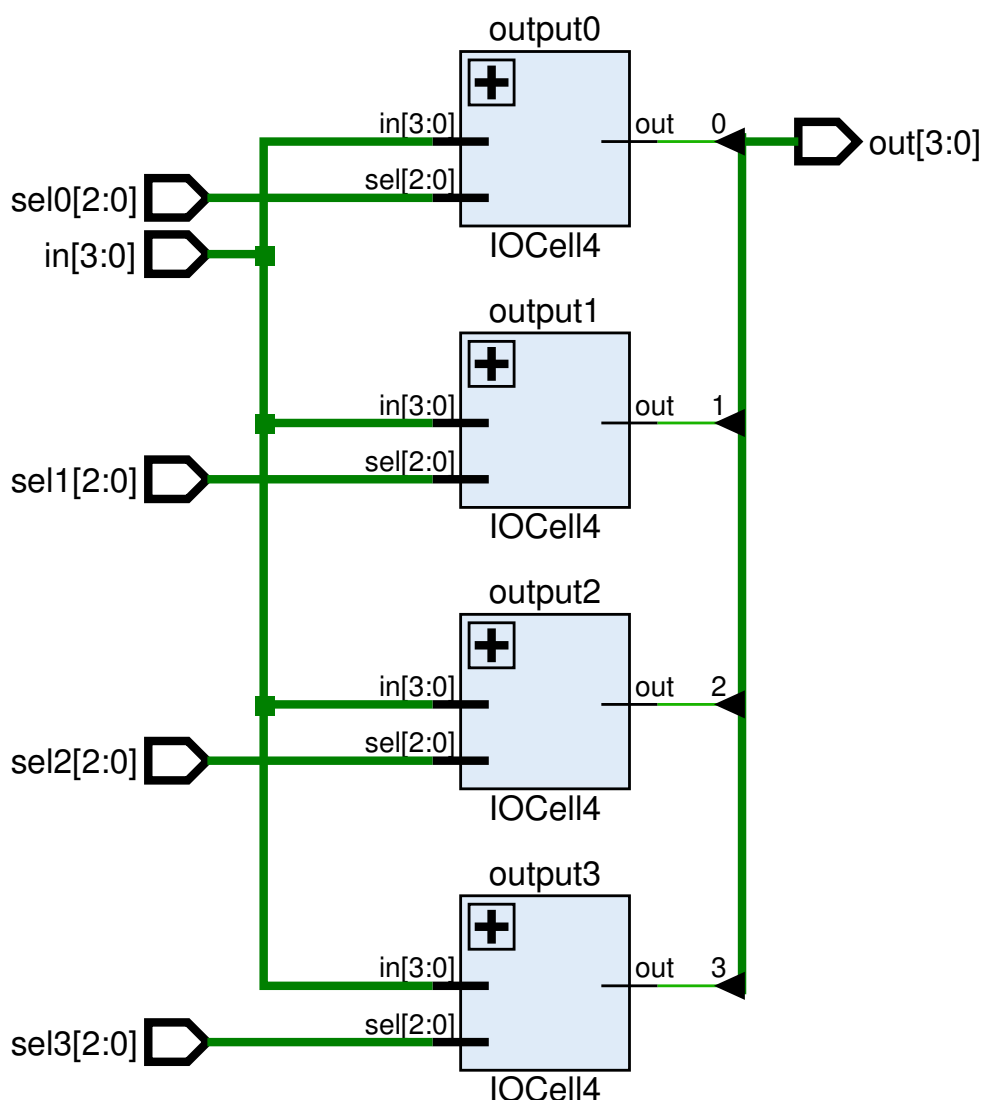 output0
in[3:0]
out
0
out[3:0]
sel0[2:0]
sel[2:0]
in[3:0]
IOCell4
output1
in[3:0]
out
1
sel1[2:0]
sel[2:0]
IOCell4
output2
in[3:0]
out
2
sel2[2:0]
sel[2:0]
IOCell4
output3
in[3:0]
out
3
sel3[2:0]
sel[2:0]
IOCell4